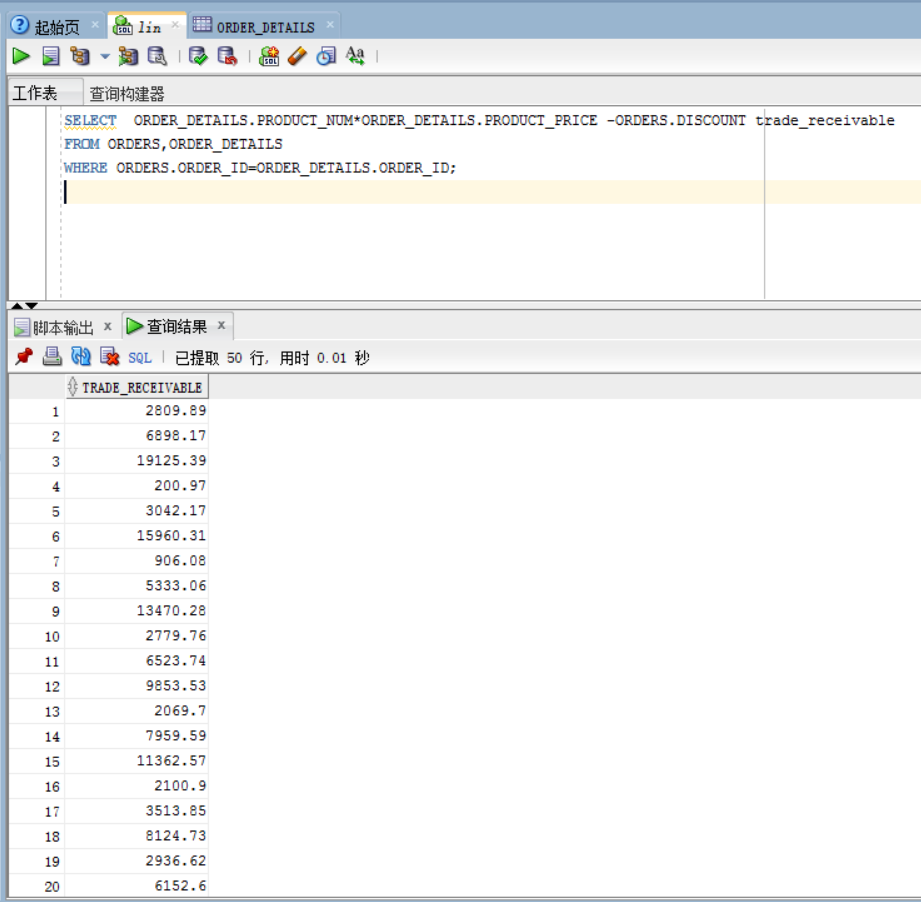 起始页 lin ORDER_DETAILS
工作表 查询构建器
SELECT ORDER_DETAILS.PRODUCT_NUM*ORDER_DETAILS.PRODUCT_PRICE -ORDERS.DISCOUNT trade_receivable
FROM ORDERS,ORDER_DETAILS
WHERE ORDERS.ORDER_ID=ORDER_DETAILS.ORDER_ID;
脚本输出 x 查询结果 x
SQL | 已提取 50 行, 用时 0.01 秒
TRADE_RECEIVABLE
1 2809.89
2 6898.17
3 19125.39
4 200.97
5 3042.17
6 15960.31
7 906.08
8 5333.06
9 13470.28
10 2779.76
11 6523.74
12 9853.53
13 2069.7
14 7959.59
15 11362.57
16 2100.9
17 3513.85
18 8124.73
19 2936.62
20 6152.6